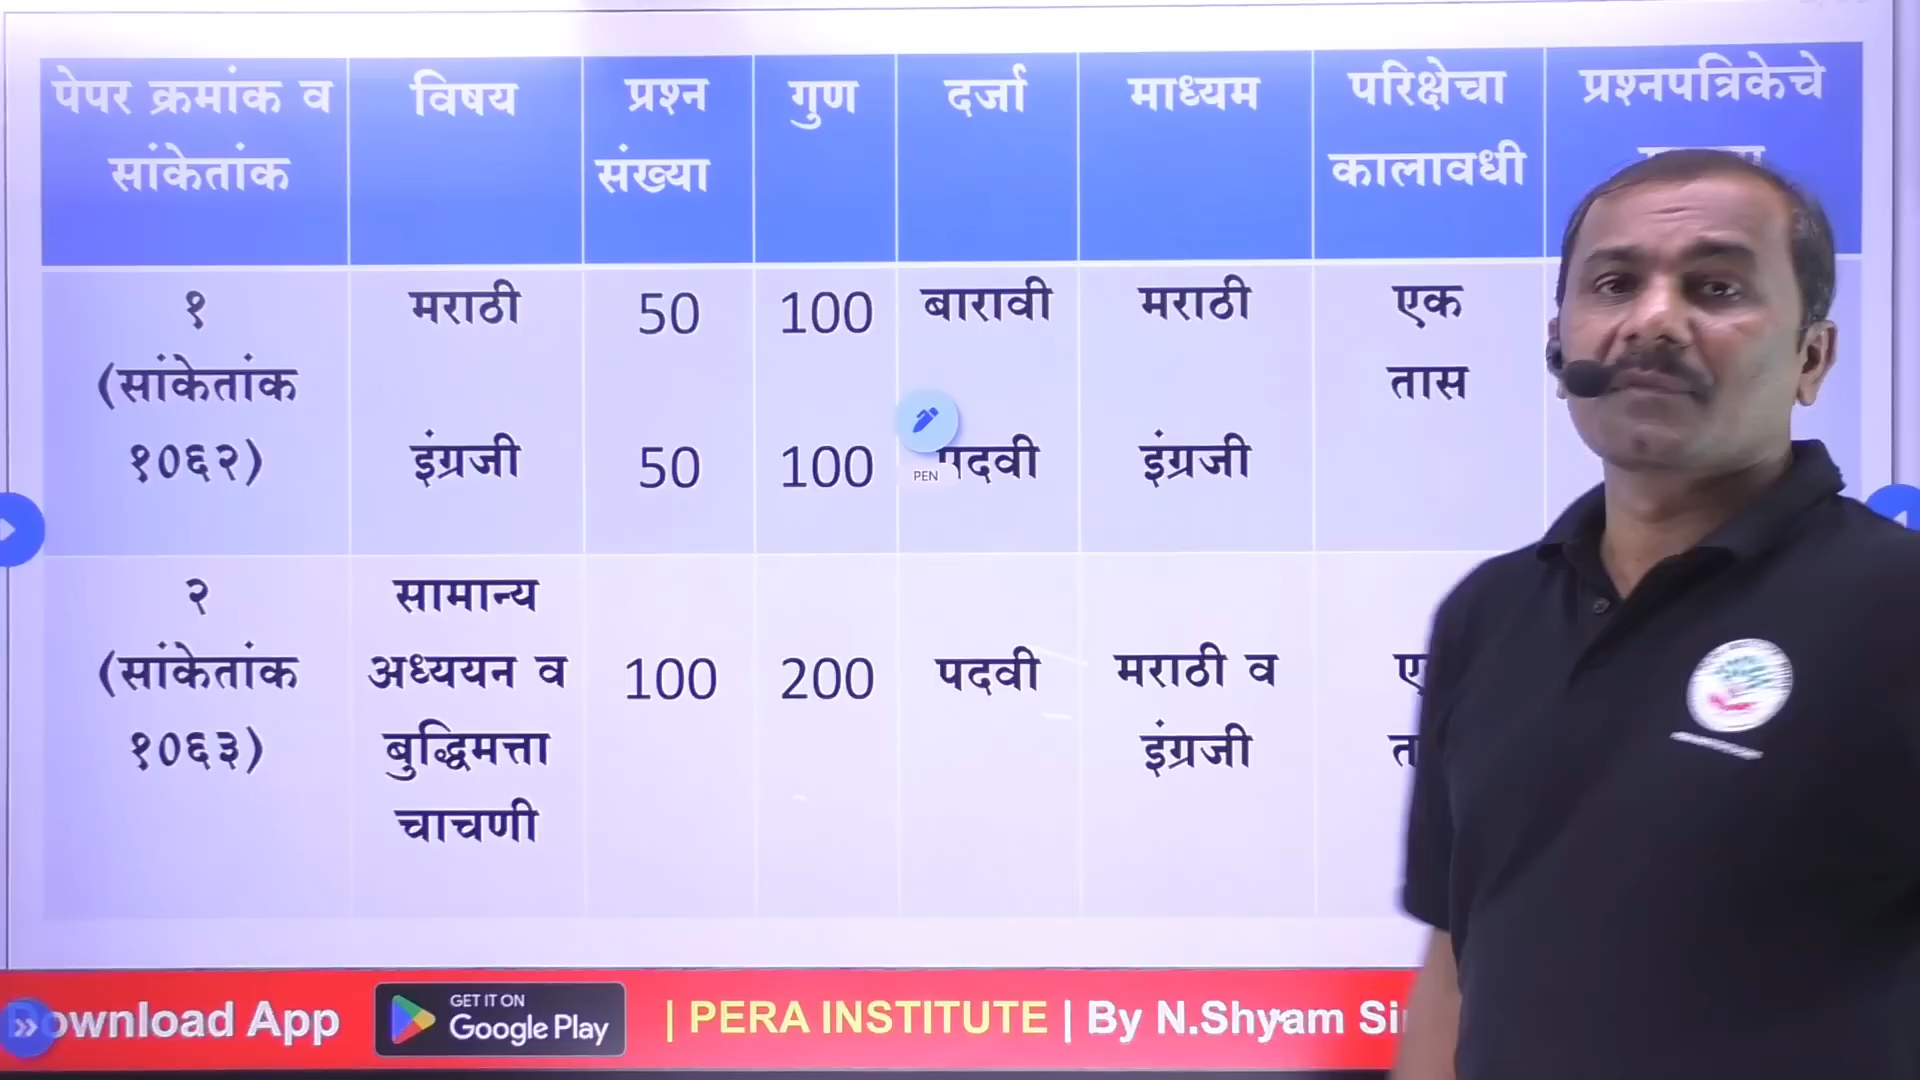 पेपर क्रमांक व सांकेतांक
विषय
प्रश्न संख्या
गुण
दर्जा
माध्यम
परिक्षेचा कालावधी
प्रश्नपत्रिकेचे
१ (सांकेतांक १०६२)
मराठी
50
100
बारावी
मराठी
एक तास
इंग्रजी
50
100
पदवी
इंग्रजी
PEN
२ (सांकेतांक १०६३)
सामान्य अध्ययन व बुद्धिमत्ता चाचणी
100
200
पदवी
मराठी व इंग्रजी
Download App
GET IT ON
Google Play
| PERA INSTITUTE | By N.Shyam